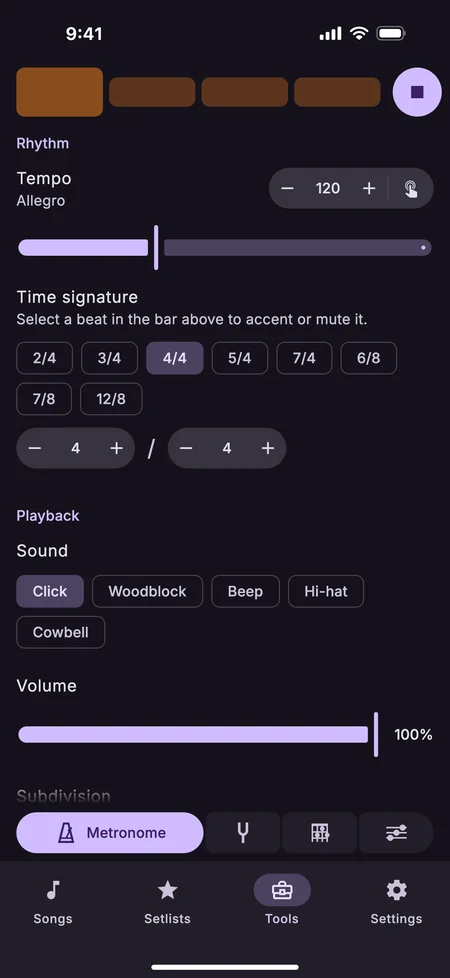 9:41
Rhythm
Tempo
Allegro
120
Time signature
Select a beat in the bar above to accent or mute it.
2/4 3/4 4/4 5/4 7/4 6/8
7/8 12/8
4 / 4
Playback
Sound
Click Woodblock Beep Hi-hat
Cowbell
Volume
100%
Subdivision
Metronome
Songs Setlists Tools Settings